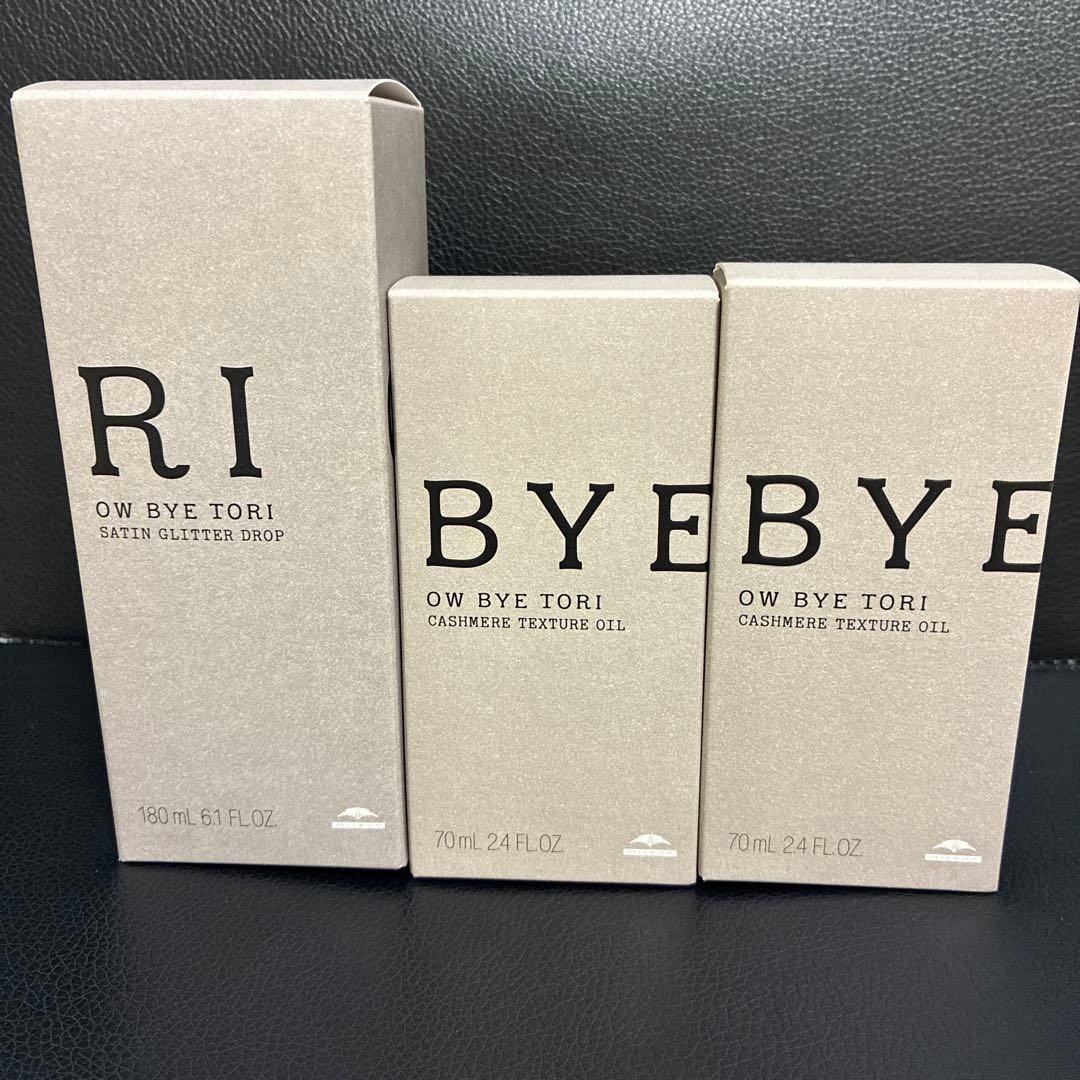 RI
OW BYE TORI
SATIN GLITTER DROP
180 mL 6.1 FL.OZ.
BYE
OW BYE TORI
CASHMERE TEXTURE OIL
70 mL 2.4 FL.OZ.
BYE
OW BYE TORI
CASHMERE TEXTURE OIL
70 mL 2.4 FL.OZ.